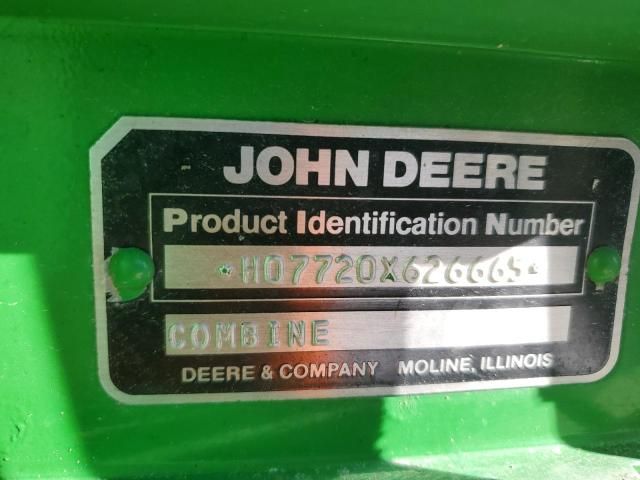 JOHN DEERE
Product Identification Number
*H07720X626665*
COMBINE
DEERE & COMPANY MOLINE, ILLINOIS